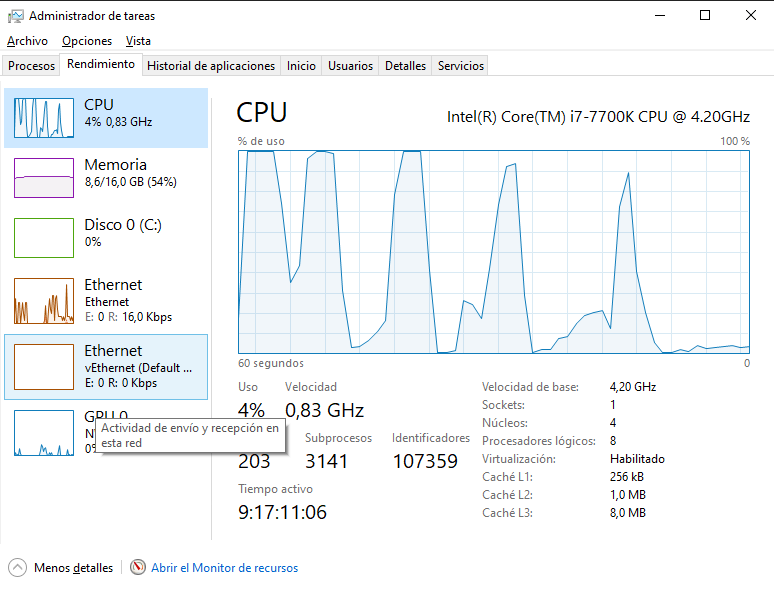 Administrador de tareas
Archivo Opciones Vista
Procesos Rendimiento Historial de aplicaciones Inicio Usuarios Detalles Servicios
CPU
4% 0,83 GHz
Memoria
8,6/16,0 GB (54%)
Disco 0 (C:)
0%
Ethernet
Ethernet
E: 0 R: 16,0 Kbps
Ethernet
vEthernet (Default ...
E: 0 R: 0 Kbps
GPU 0
Actividad de envío y recepción en
esta red
CPU
Intel(R) Core(TM) i7-7700K CPU @ 4.20GHz
% de uso
100 %
60 segundos
0
Uso Velocidad
4% 0,83 GHz
Subprocesos Identificadores
203 3141 107359
Tiempo activo
9:17:11:06
Velocidad de base: 4,20 GHz
Sockets: 1
Núcleos: 4
Procesadores lógicos: 8
Virtualización: Habilitado
Caché L1: 256 kB
Caché L2: 1,0 MB
Caché L3: 8,0 MB
Menos detalles
Abrir el Monitor de recursos